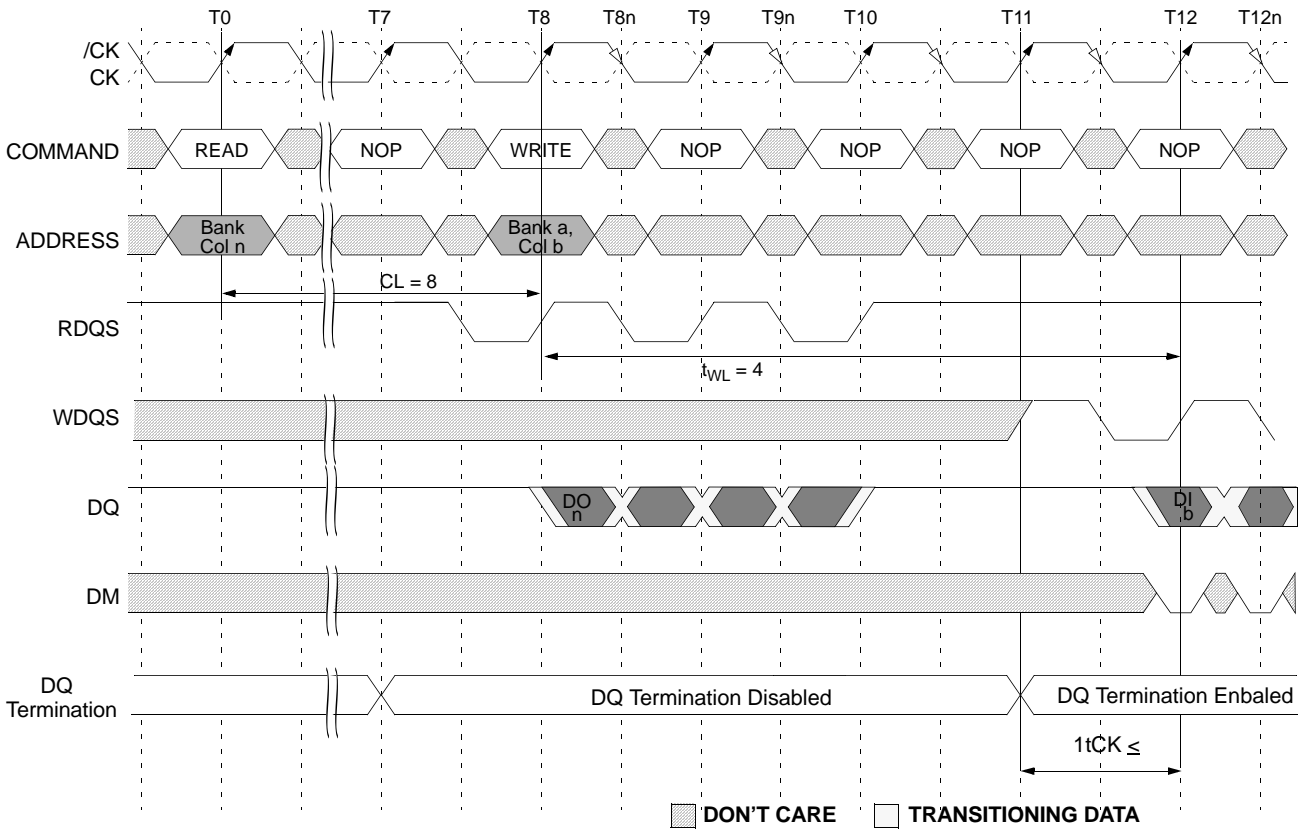 T0 T7 T8 T8n T9 T9n T10 T11 T12 T12n
/CK
CK
COMMAND READ NOP WRITE NOP NOP NOP NOP
ADDRESS Bank Col n Bank a, Col b
CL = 8
RDQS
tWL = 4
WDQS
DQ DO n DI b
DM
DQ Termination DQ Termination Disabled DQ Termination Enbaled
1tCK ≤
DON'T CARE TRANSITIONING DATA